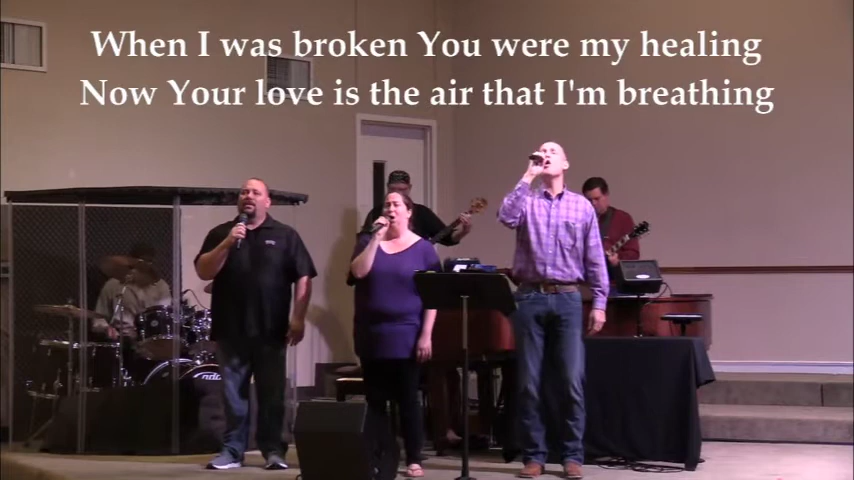 When I was broken You were my healing
Now Your love is the air that I'm breathing